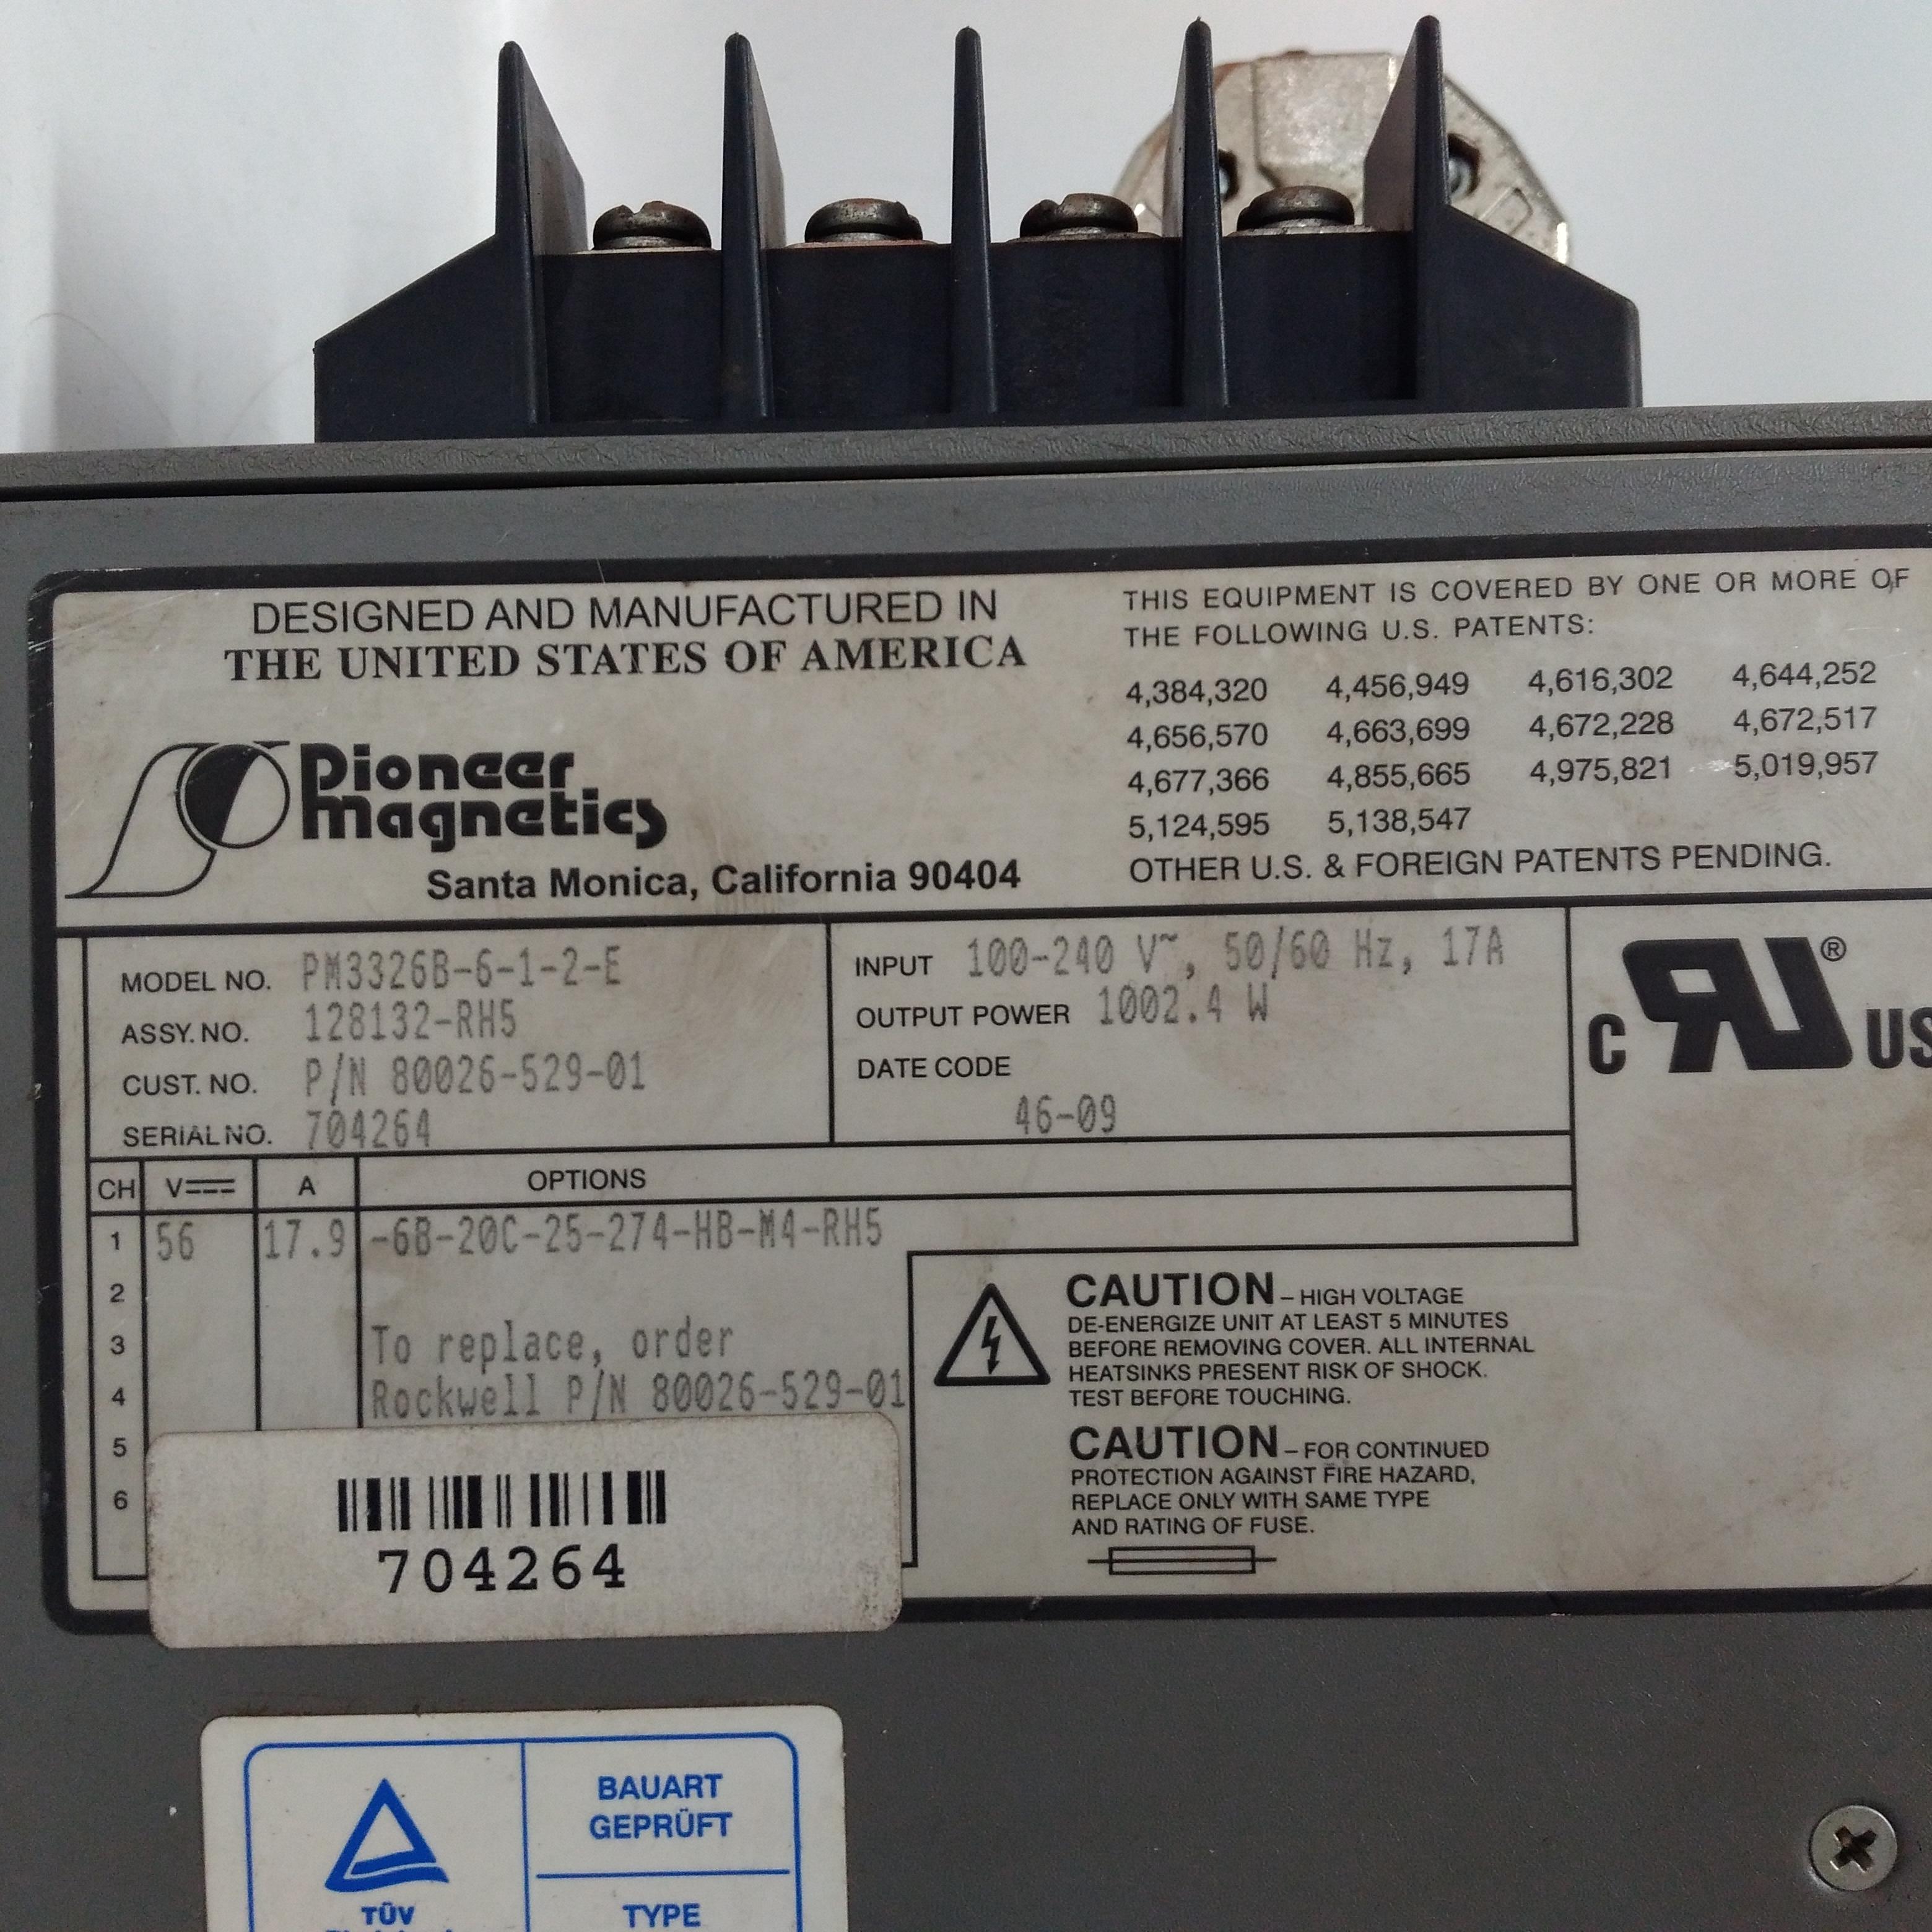 DESIGNED AND MANUFACTURED IN
THE UNITED STATES OF AMERICA
Pioneer
magnetics
Santa Monica, California 90404
THIS EQUIPMENT IS COVERED BY ONE OR MORE OF
THE FOLLOWING U.S. PATENTS:
4,384,320 4,456,949 4,616,302 4,644,252
4,656,570 4,663,699 4,672,228 4,672,517
4,677,366 4,855,665 4,975,821 5,019,957
5,124,595 5,138,547
OTHER U.S. & FOREIGN PATENTS PENDING.
MODEL NO. PM3326B-6-1-2-E
ASSY. NO. 128132-RH5
CUST. NO. P/N 80026-529-01
SERIAL NO. 704264
INPUT 100-240 V~, 50/60 Hz, 17A
OUTPUT POWER 1002.4 W
DATE CODE
46-09
C RU ® US
CH V A OPTIONS
1 56 17.9 -6B-20C-25-274-HB-M4-RH5
2
3 To replace, order
4 Rockwell P/N 80026-529-01
5
6
CAUTION – HIGH VOLTAGE
DE-ENERGIZE UNIT AT LEAST 5 MINUTES
BEFORE REMOVING COVER. ALL INTERNAL
HEATSINKS PRESENT RISK OF SHOCK.
TEST BEFORE TOUCHING.
CAUTION – FOR CONTINUED
PROTECTION AGAINST FIRE HAZARD,
REPLACE ONLY WITH SAME TYPE
AND RATING OF FUSE.
704264
BAUART
GEPRÜFT
TÜV
TYPE